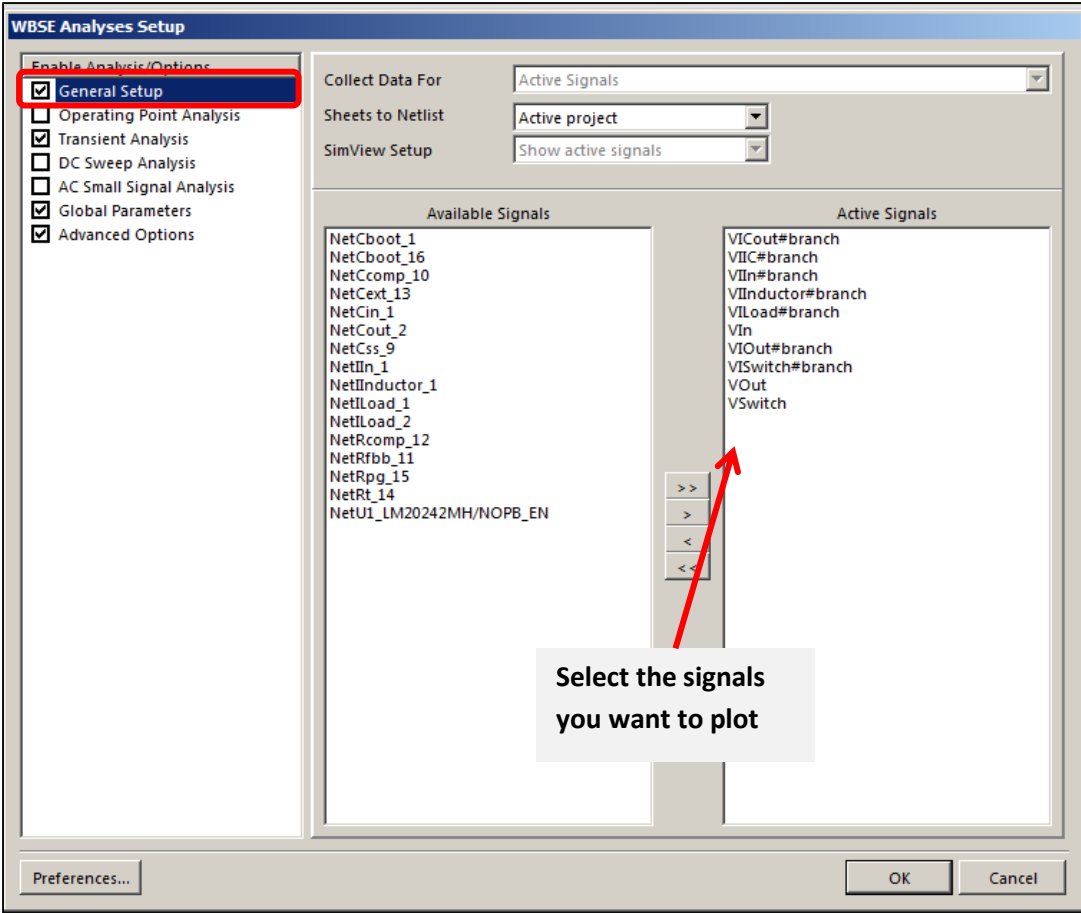 WBSE Analyses Setup
Enable Analysis/Options
General Setup
Operating Point Analysis
Transient Analysis
DC Sweep Analysis
AC Small Signal Analysis
Global Parameters
Advanced Options
Collect Data For
Active Signals
Sheets to Netlist
Active project
SimView Setup
Show active signals
Available Signals
NetCboot_1
NetCboot_16
NetCcomp_10
NetCext_13
NetCin_1
NetCout_2
NetCss_9
NetIIn_1
NetIInductor_1
NetILoad_1
NetILoad_2
NetRcomp_12
NetRfbb_11
NetRpg_15
NetRt_14
NetU1_LM20242MH/NOPB_EN
>>
>
<
<<
Active Signals
VICout#branch
VIIC#branch
VIIn#branch
VIInductor#branch
VILoad#branch
VIn
VIOut#branch
VISwitch#branch
VOut
VSwitch
Select the signals
you want to plot
Preferences...
OK
Cancel